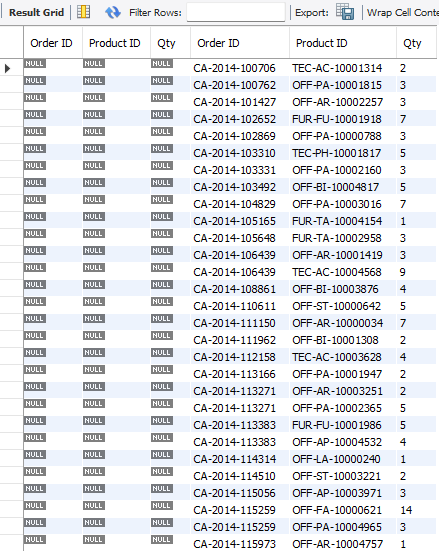 Result Grid Filter Rows: Export: Wrap Cell Conte
Order ID Product ID Qty Order ID Product ID Qty
NULL NULL NULL CA-2014-100706 TEC-AC-10001314 2
NULL NULL NULL CA-2014-100762 OFF-PA-10001815 3
NULL NULL NULL CA-2014-101427 OFF-AR-10002257 3
NULL NULL NULL CA-2014-102652 FUR-FU-10001918 7
NULL NULL NULL CA-2014-102869 OFF-PA-10000788 3
NULL NULL NULL CA-2014-103310 TEC-PH-10001817 5
NULL NULL NULL CA-2014-103331 OFF-PA-10002160 3
NULL NULL NULL CA-2014-103492 OFF-BI-10004817 5
NULL NULL NULL CA-2014-104829 OFF-PA-10003016 7
NULL NULL NULL CA-2014-105165 FUR-TA-10004154 1
NULL NULL NULL CA-2014-105648 FUR-TA-10002958 3
NULL NULL NULL CA-2014-106439 OFF-AR-10001419 3
NULL NULL NULL CA-2014-106439 TEC-AC-10004568 9
NULL NULL NULL CA-2014-108861 OFF-BI-10003876 4
NULL NULL NULL CA-2014-110611 OFF-ST-10000642 5
NULL NULL NULL CA-2014-111150 OFF-AR-10000034 7
NULL NULL NULL CA-2014-111962 OFF-BI-10001308 2
NULL NULL NULL CA-2014-112158 TEC-AC-10003628 4
NULL NULL NULL CA-2014-113166 OFF-PA-10001947 2
NULL NULL NULL CA-2014-113271 OFF-AR-10003251 2
NULL NULL NULL CA-2014-113271 OFF-PA-10002365 5
NULL NULL NULL CA-2014-113383 FUR-FU-10001986 5
NULL NULL NULL CA-2014-113383 OFF-AP-10004532 4
NULL NULL NULL CA-2014-114314 OFF-LA-10000240 1
NULL NULL NULL CA-2014-114510 OFF-ST-10003221 2
NULL NULL NULL CA-2014-115056 OFF-AP-10003971 3
NULL NULL NULL CA-2014-115259 OFF-FA-10000621 14
NULL NULL NULL CA-2014-115259 OFF-PA-10004965 3
NULL NULL NULL CA-2014-115973 OFF-AR-10004757 1